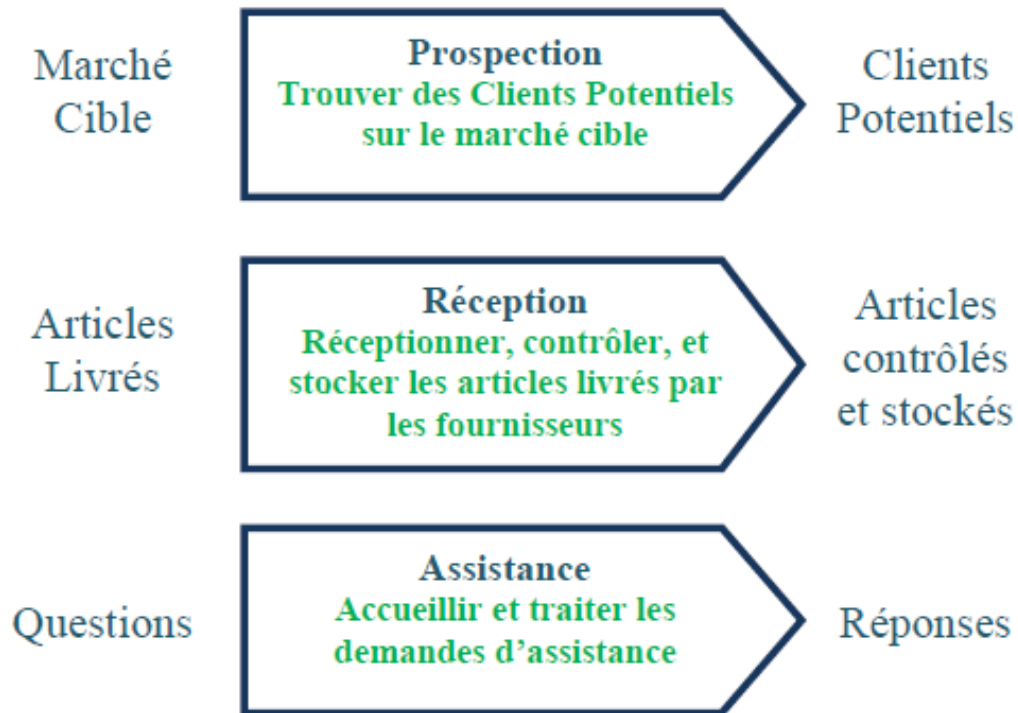 Marché
Cible
Prospection
Trouver des Clients Potentiels
sur le marché cible
Clients
Potentiels
Articles
Livrés
Réception
Réceptionner, contrôler, et
stocker les articles livrés par
les fournisseurs
Articles
contrôlés
et stockés
Questions
Assistance
Accueillir et traiter les
demandes d’assistance
Réponses